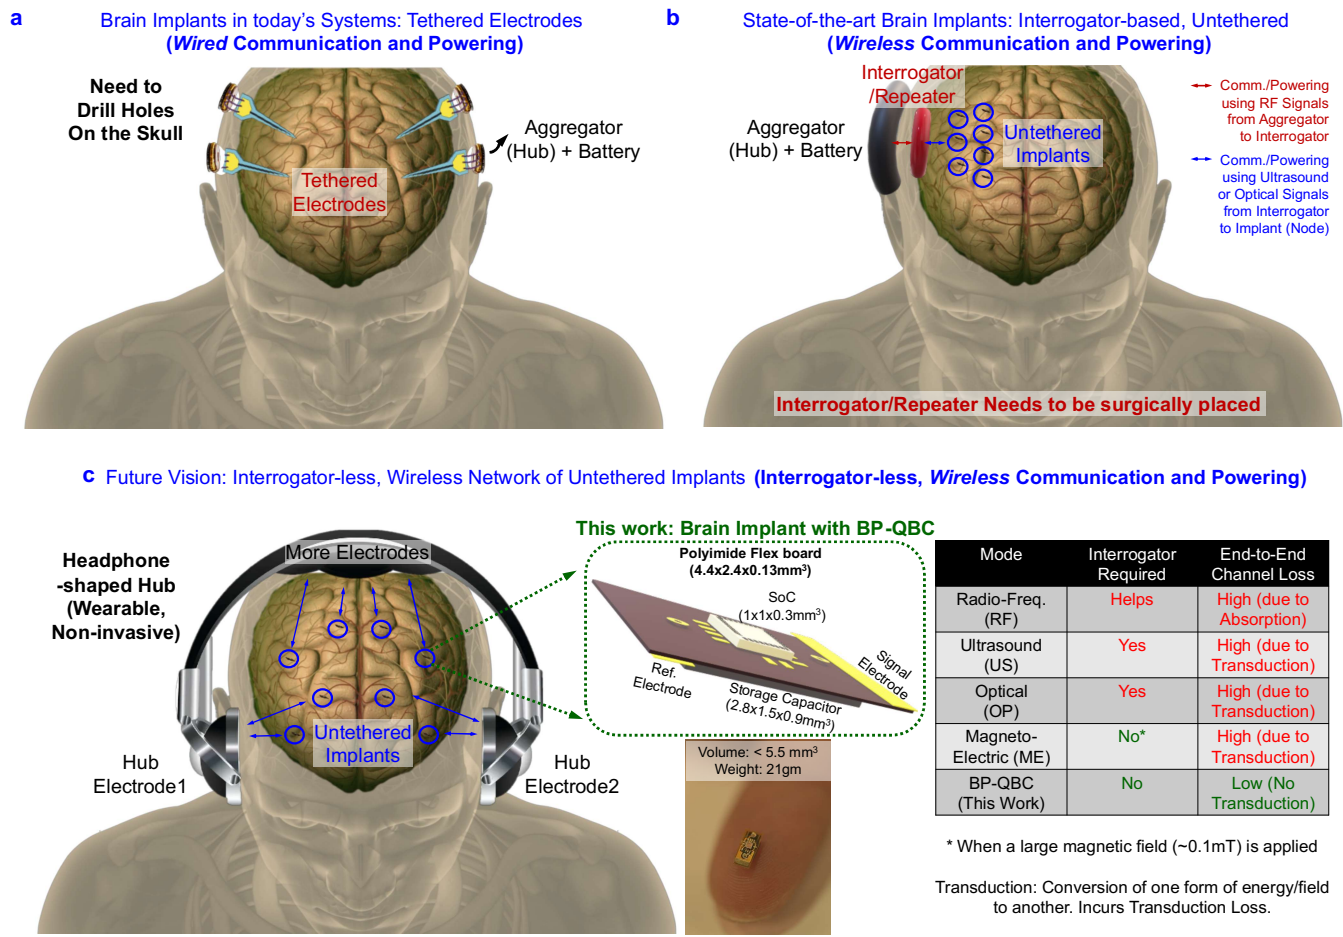 a
Brain Implants in today's Systems: Tethered Electrodes
(Wired Communication and Powering)
Need to
Drill Holes
On the Skull
Aggregator
(Hub) + Battery
Tethered
Electrodes
b
State-of-the-art Brain Implants: Interrogator-based, Untethered
(Wireless Communication and Powering)
Interrogator
/Repeater
Aggregator
(Hub) + Battery
Untethered
Implants
Comm./Powering
using RF Signals
from Aggregator
to Interrogator
Comm./Powering
using Ultrasound
or Optical Signals
from Interrogator
to Implant (Node)
Interrogator/Repeater Needs to be surgically placed
c Future Vision: Interrogator-less, Wireless Network of Untethered Implants (Interrogator-less, Wireless Communication and Powering)
Headphone
-shaped Hub
(Wearable,
Non-invasive)
More Electrodes
Untethered
Implants
Hub
Electrode1
Hub
Electrode2
This work: Brain Implant with BP-QBC
Polyimide Flex board
(4.4x2.4x0.13mm³)
SoC
(1x1x0.3mm³)
Ref.
Electrode
Storage Capacitor
(2.8x1.5x0.9mm³)
Signal
Electrode
Volume: < 5.5 mm³
Weight: 21gm
Mode Interrogator Required End-to-End Channel Loss
Radio-Freq. (RF) Helps High (due to Absorption)
Ultrasound (US) Yes High (due to Transduction)
Optical (OP) Yes High (due to Transduction)
Magneto-Electric (ME) No* High (due to Transduction)
BP-QBC (This Work) No Low (No Transduction)
* When a large magnetic field (~0.1mT) is applied
Transduction: Conversion of one form of energy/field
to another. Incurs Transduction Loss.